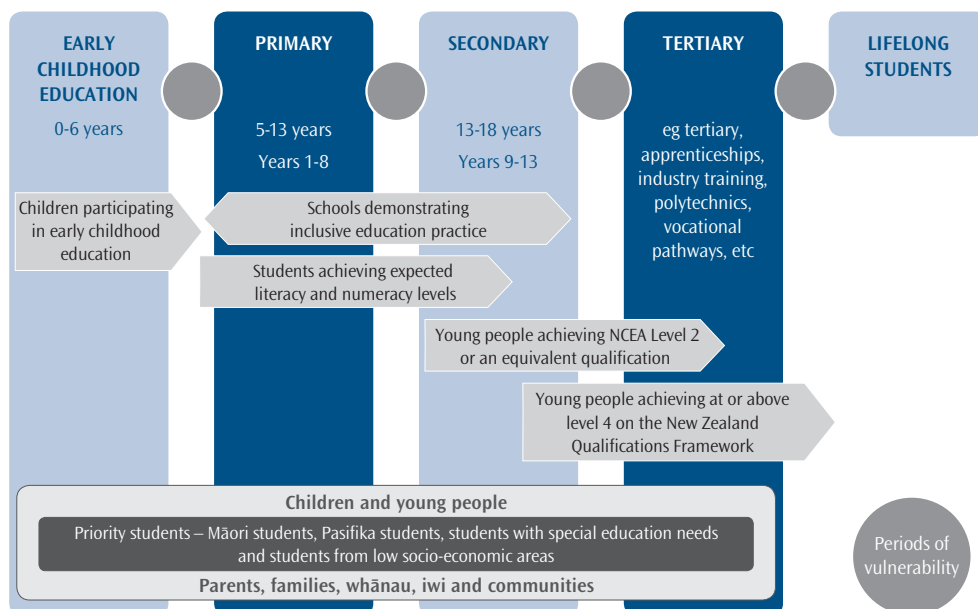 EARLY
CHILDHOOD
EDUCATION
0-6 years
PRIMARY
5-13 years
Years 1-8
SECONDARY
13-18 years
Years 9-13
TERTIARY
eg tertiary,
apprenticeships,
industry training,
polytechnics,
vocational
pathways, etc
LIFELONG
STUDENTS
Children participating
in early childhood
education
Schools demonstrating
inclusive education practice
Students achieving expected
literacy and numeracy levels
Young people achieving NCEA Level 2
or an equivalent qualification
Young people achieving at or above
level 4 on the New Zealand
Qualifications Framework
Children and young people
Priority students – Māori students, Pasifika students, students with special education needs
and students from low socio-economic areas
Parents, families, whānau, iwi and communities
Periods of
vulnerability